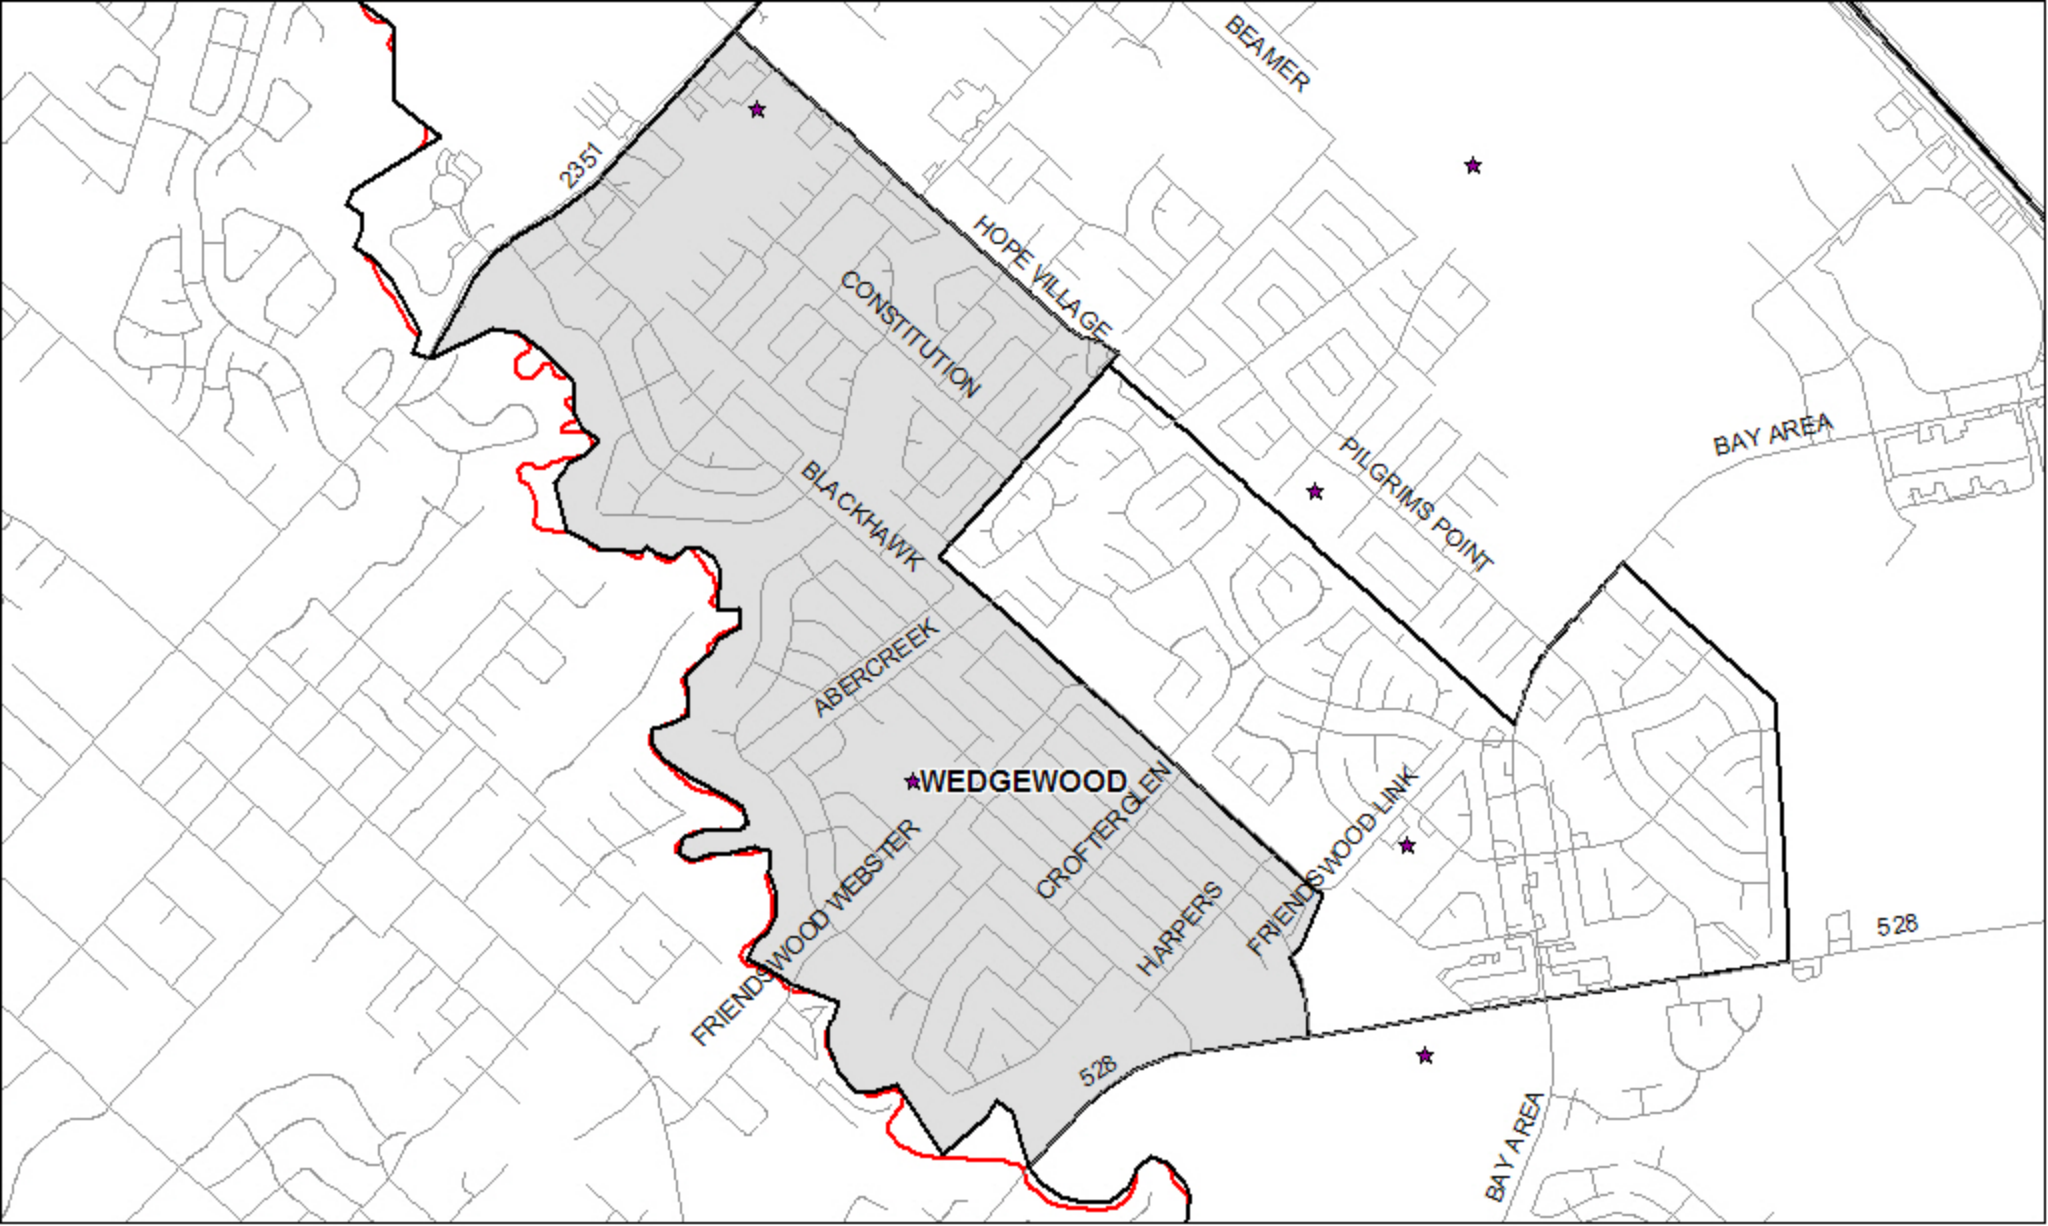 BEAMER
2351
HOPE VILLAGE
CONSTITUTION
BAY AREA
PILGRIMS POINT
BLACKHAWK
ABERCREEK
WEDGEWOOD
CROFTERGLEN
FRIENDSWOOD LINK
FRIENDSWOOD WEBSTER
HARPERS
528
528
BAY AREA